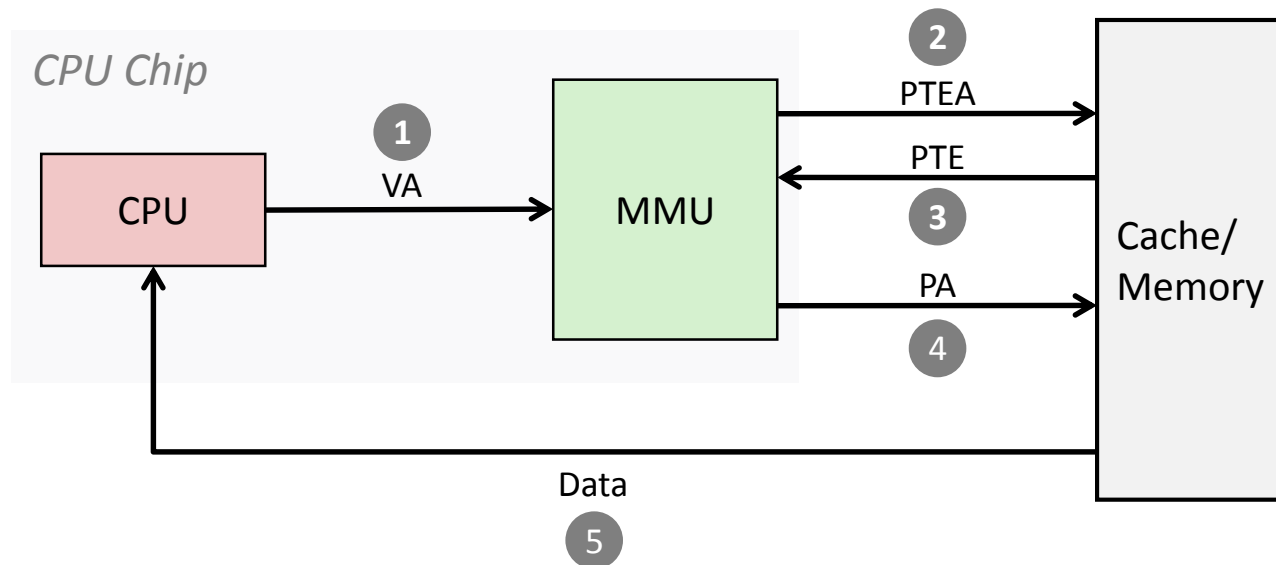 CPU Chip
2
PTEA
1
VA
PTE
CPU
MMU
3
Cache/
Memory
PA
4
Data
5